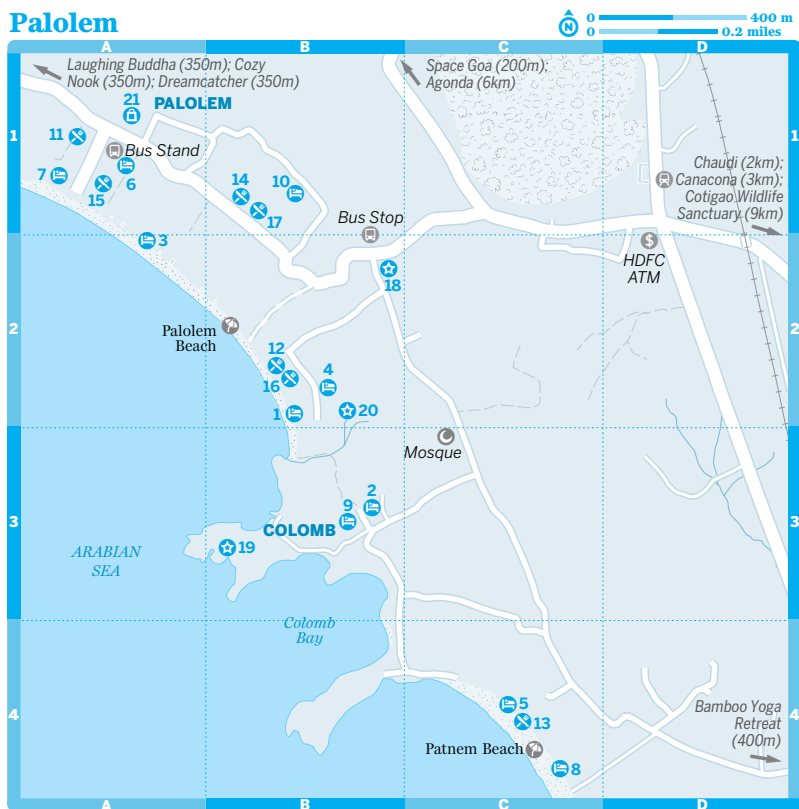 Palolem
N
0 400 m
0 0.2 miles
A B C D
Laughing Buddha (350m); Cozy
Nook (350m); Dreamcatcher (350m)
Space Goa (200m);
Agonda (6km)
21
PALOLEM
1
1
11
Bus Stand
Chaudi (2km);
Canacona (3km);
Cotigao Wildlife
Sanctuary (9km)
7
15
6
14
10
17
Bus Stop
3
$
HDFC
ATM
18
2
2
Palolem
Beach
12
4
16
1
20
Mosque
2
9
3
3
COLOMB
19
ARABIAN
SEA
Colomb
Bay
4
4
5
13
Bamboo Yoga
Retreat
(400m)
Patnem Beach
8
A B C D